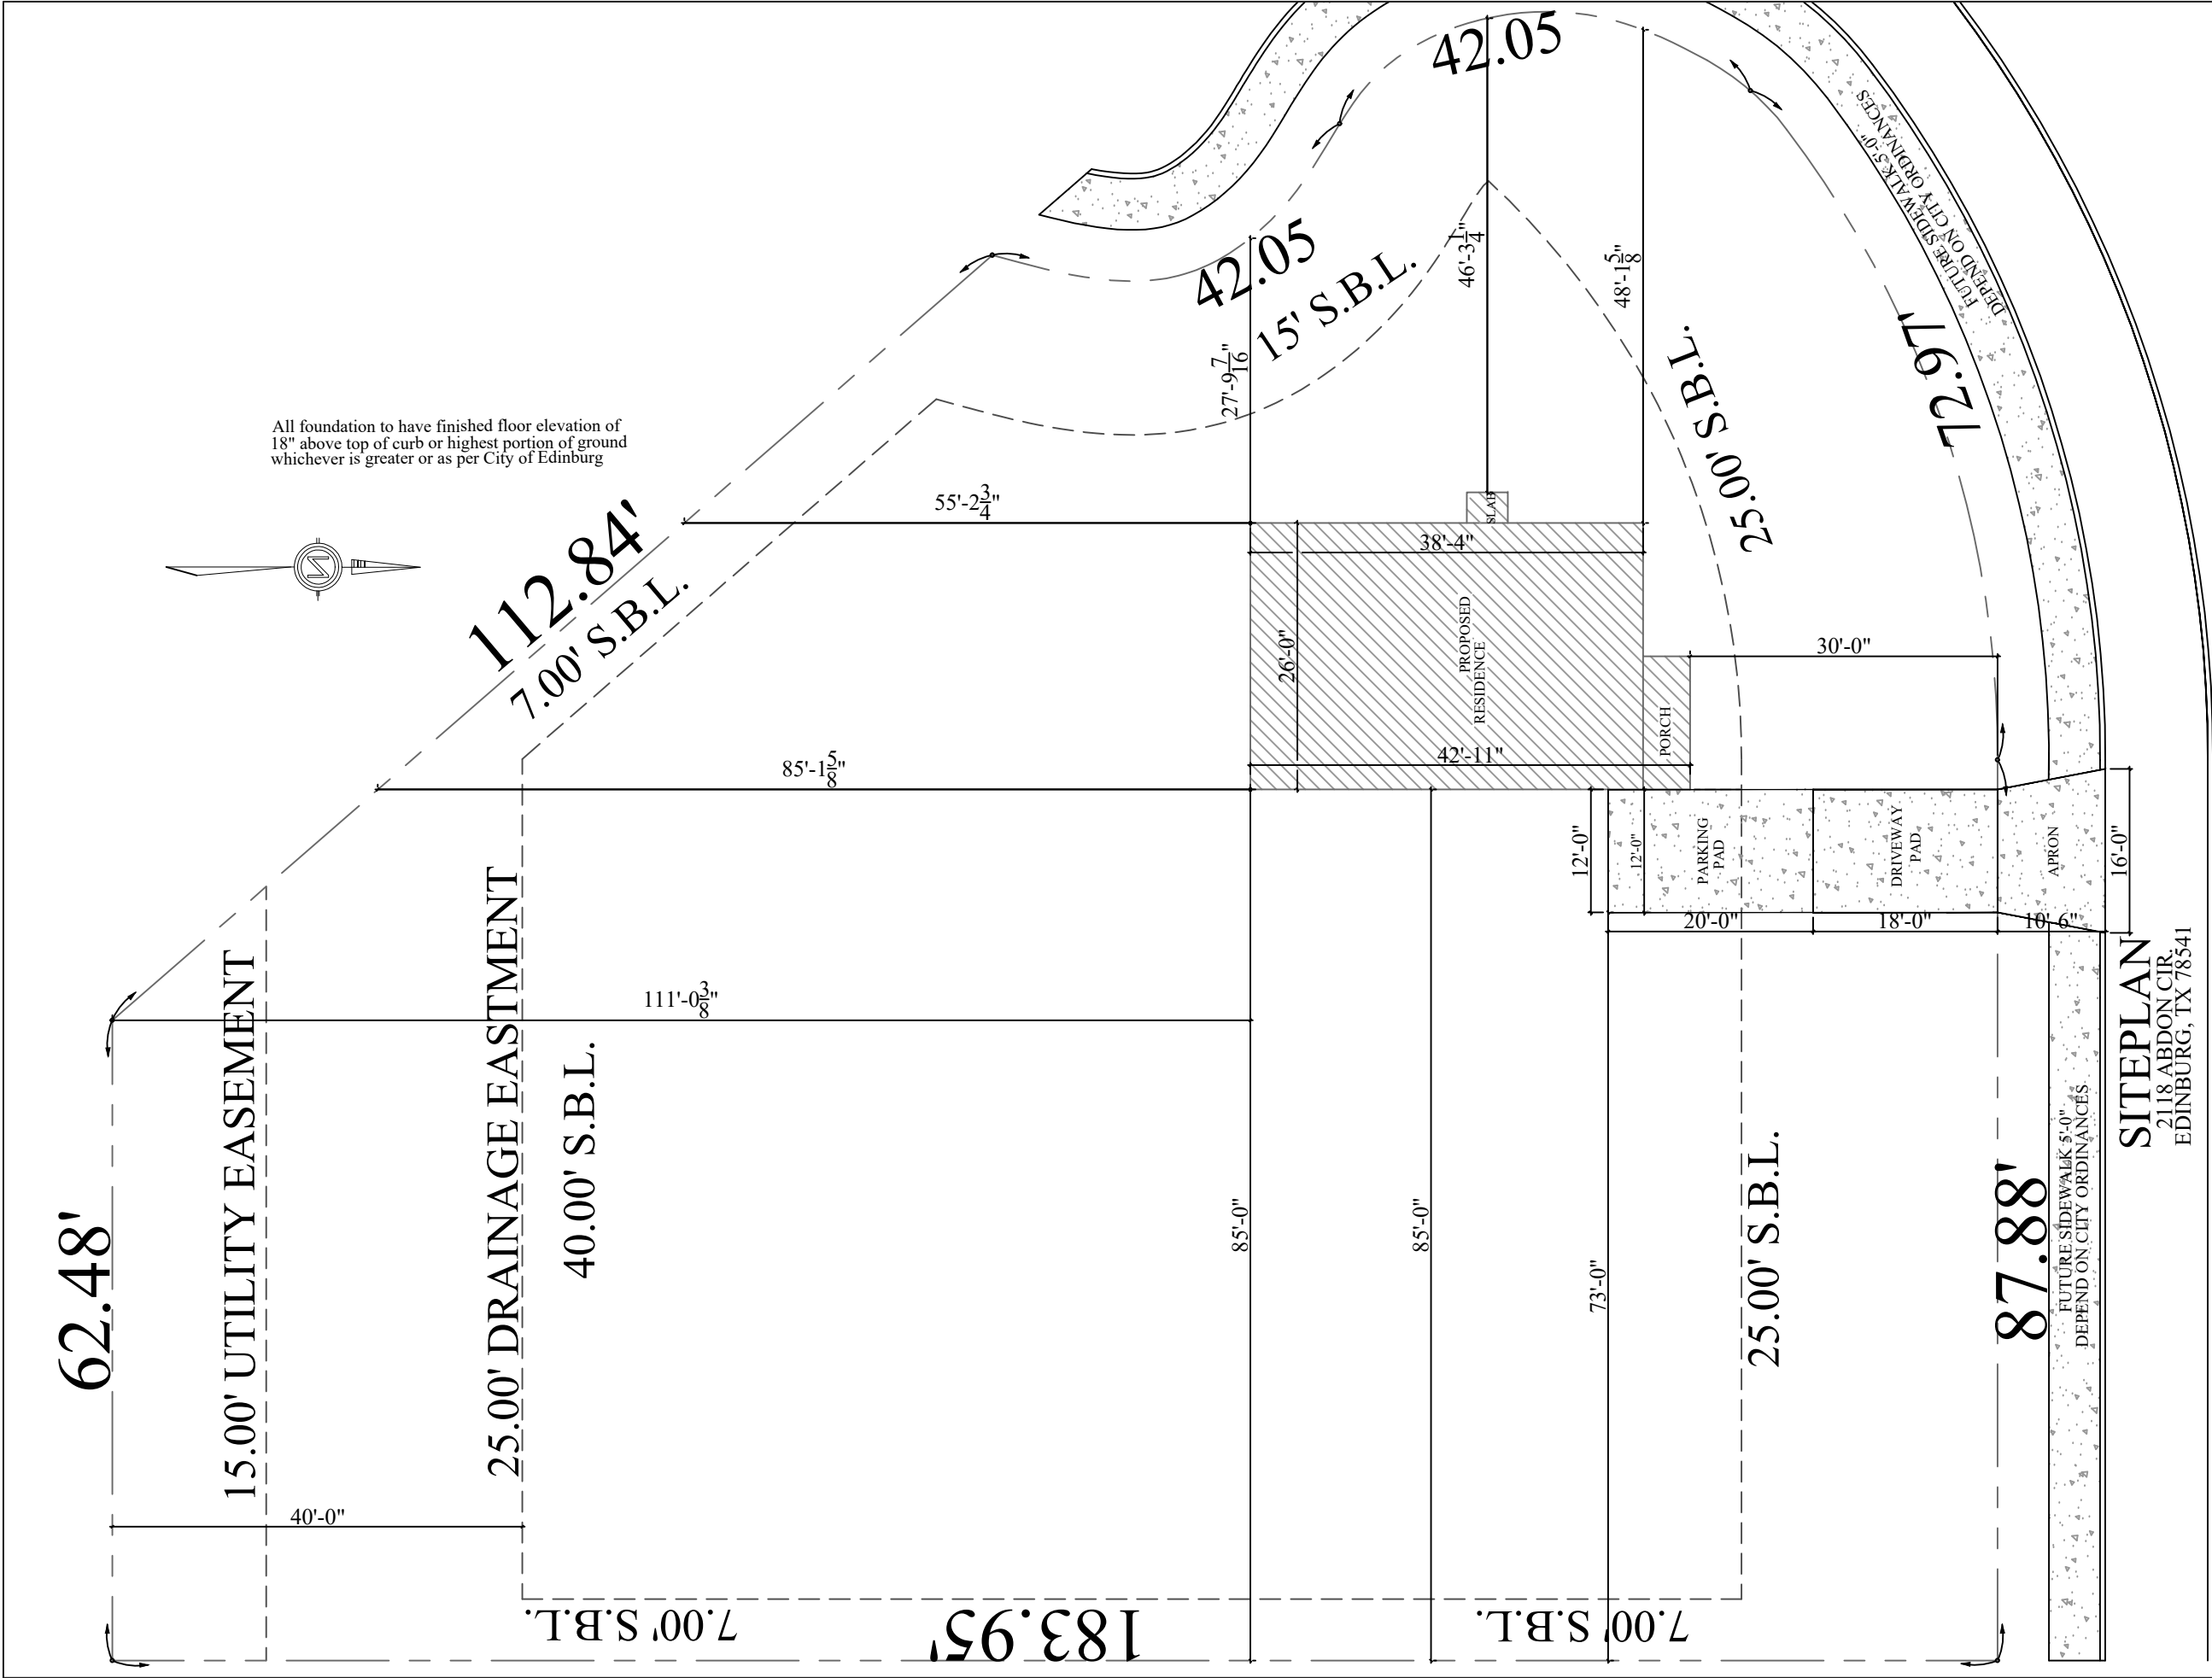 42.05
FUTURE SIDEWALK 5'-0"
DEPEND ON CITY ORDINANCES
42.05
15' S.B.L.
46'-3 1/4"
48'-1 5/8"
27'-9 7/16"
25.00' S.B.L.
72.97'
All foundation to have finished floor elevation of
18" above top of curb or highest portion of ground
whichever is greater or as per City of Edinburg
N
112.84'
7.00' S.B.L.
55'-2 3/4"
SLAB
38'-4"
26'-0"
PROPOSED
RESIDENCE
30'-0"
PORCH
42'-11"
85'-1 5/8"
12'-0"
12'-0"
PARKING
PAD
DRIVEWAY
PAD
APRON
16'-0"
20'-0"
18'-0"
10'-6"
111'-0 3/8"
62.48'
15.00' UTILITY EASEMENT
25.00' DRAINAGE EASTMENT
40.00' S.B.L.
85'-0"
85'-0"
73'-0"
25.00' S.B.L.
87.88'
FUTURE SIDEWALK 5'-0"
DEPEND ON CITY ORDINANCES
SITEPLAN
2118 ABDON CIR.
EDINBURG, TX 78541
40'-0"
7.00' S.B.L.
183.95'
7.00' S.B.L.